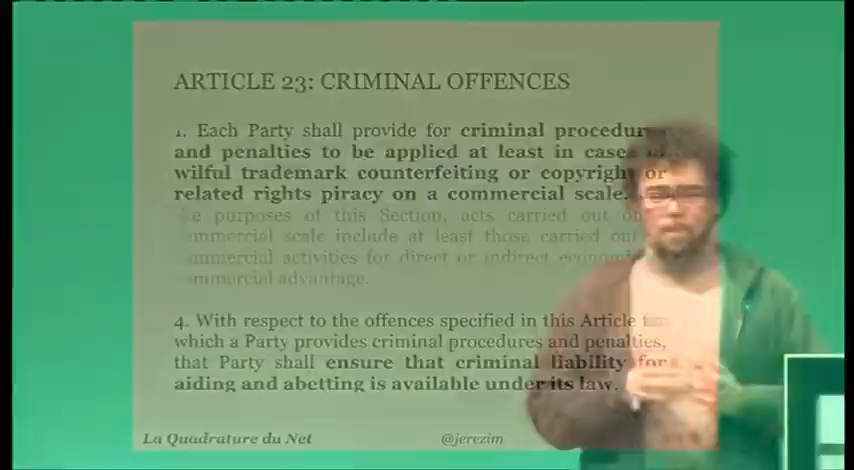 ARTICLE 23: CRIMINAL OFFENCES
1. Each Party shall provide for criminal procedures
and penalties to be applied at least in cases of
wilful trademark counterfeiting or copyright or
related rights piracy on a commercial scale.
purposes of this Section, acts carried out on
commercial scale include at least those carried out
commercial activities for direct or indirect economic
commercial advantage.
4. With respect to the offences specified in this Article for
which a Party provides criminal procedures and penalties,
that Party shall ensure that criminal liability for
aiding and abetting is available under its law.
La Quadrature du Net
@jerezim